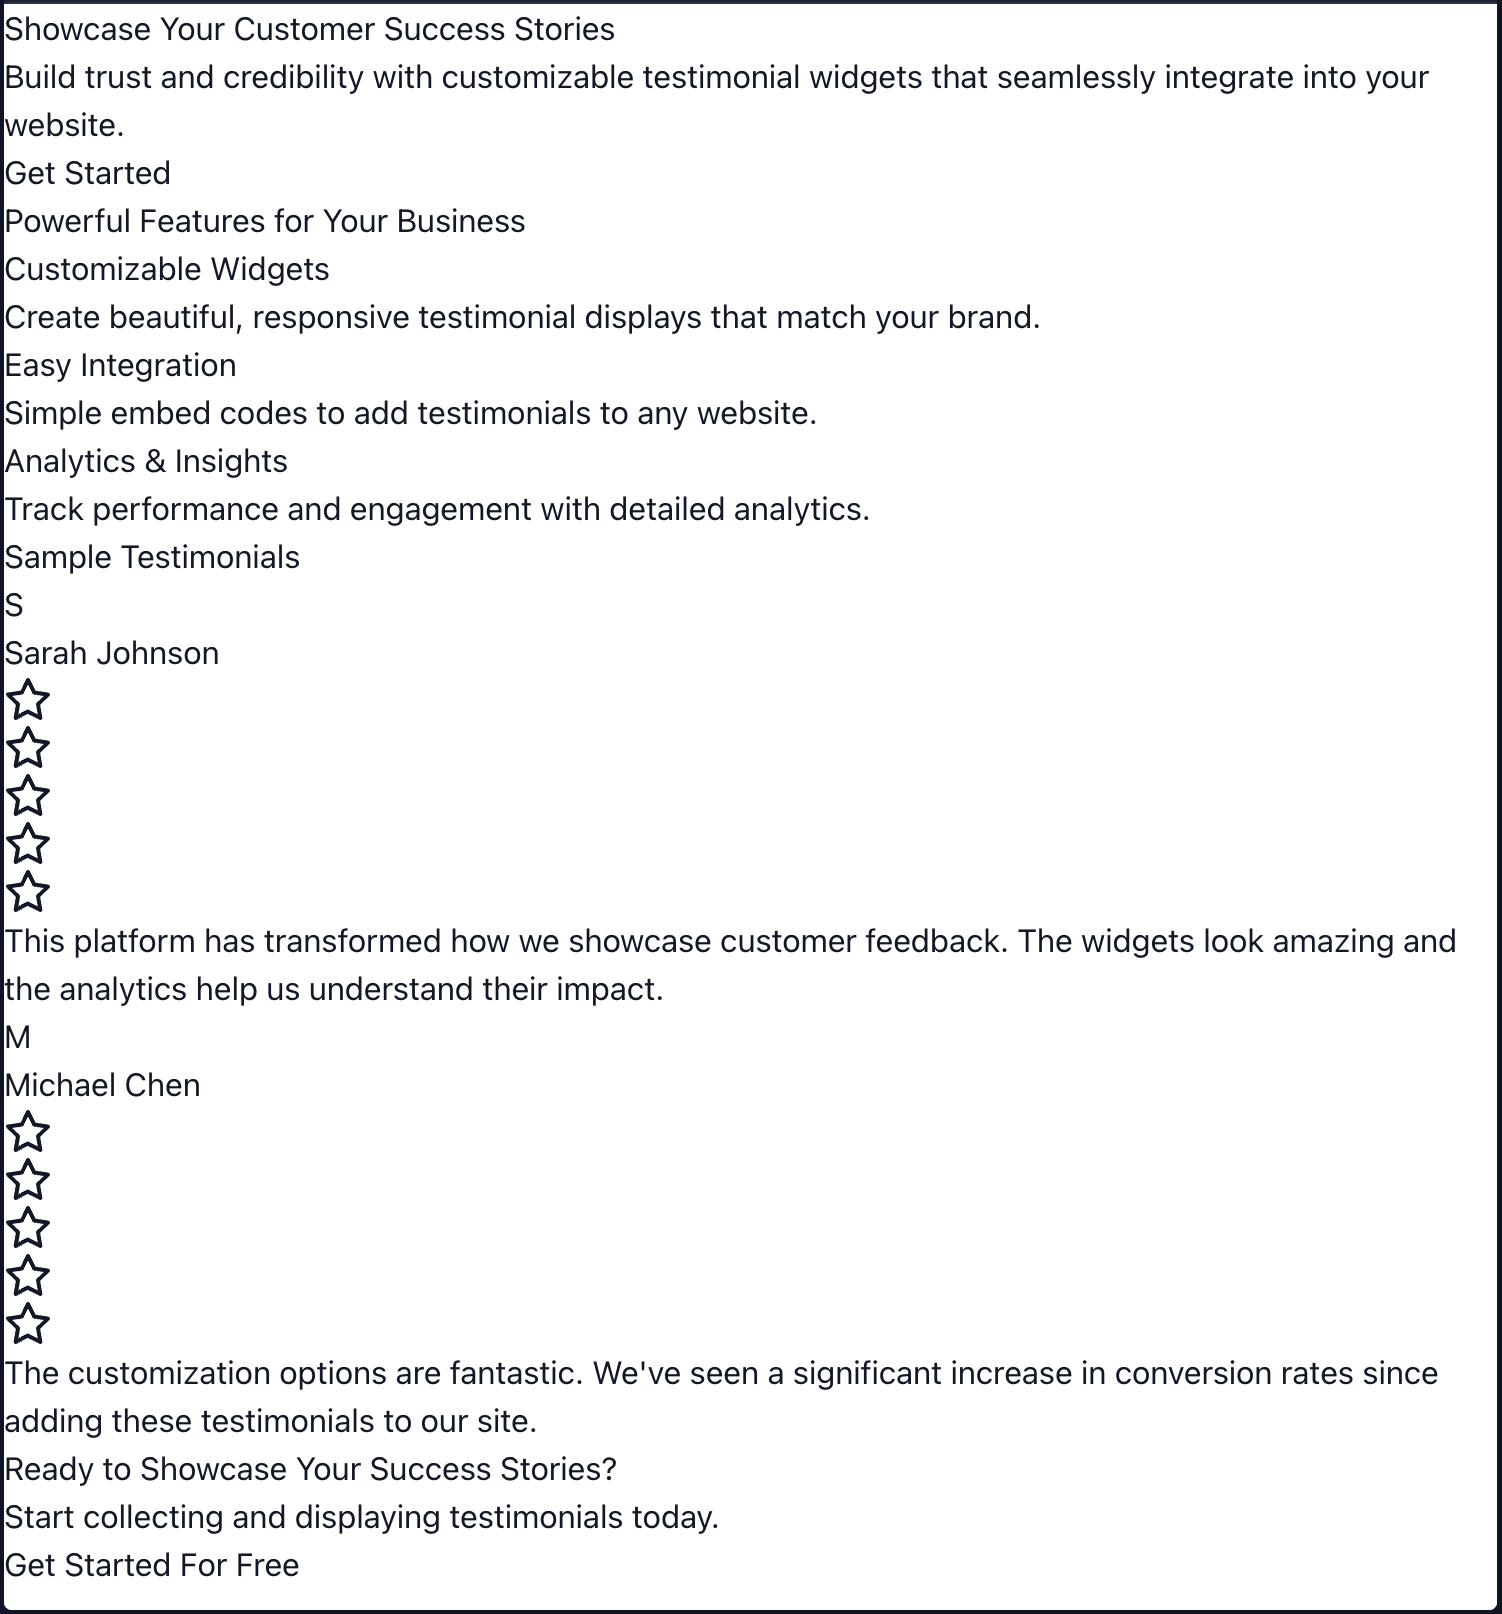 Showcase Your Customer Success Stories
Build trust and credibility with customizable testimonial widgets that seamlessly integrate into your
website.
Get Started
Powerful Features for Your Business
Customizable Widgets
Create beautiful, responsive testimonial displays that match your brand.
Easy Integration
Simple embed codes to add testimonials to any website.
Analytics & Insights
Track performance and engagement with detailed analytics.
Sample Testimonials
S
Sarah Johnson
This platform has transformed how we showcase customer feedback. The widgets look amazing and
the analytics help us understand their impact.
M
Michael Chen
The customization options are fantastic. We've seen a significant increase in conversion rates since
adding these testimonials to our site.
Ready to Showcase Your Success Stories?
Start collecting and displaying testimonials today.
Get Started For Free